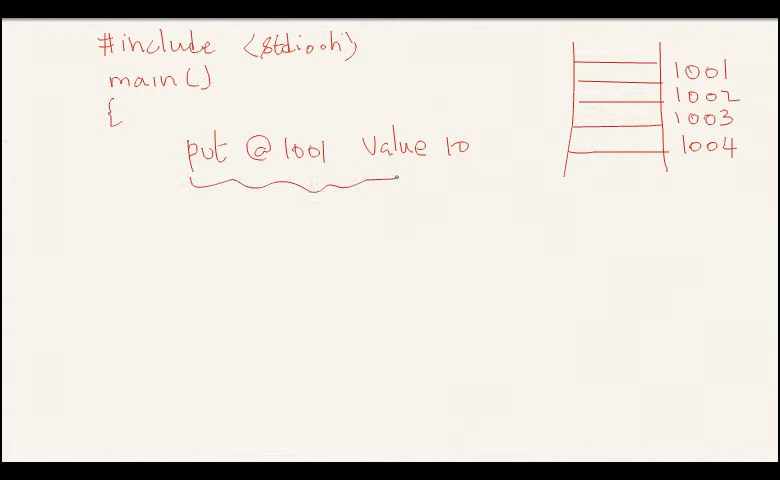 #include <stdio.h>
main()
{
put @ 1001 value 10
1001
1002
1003
1004